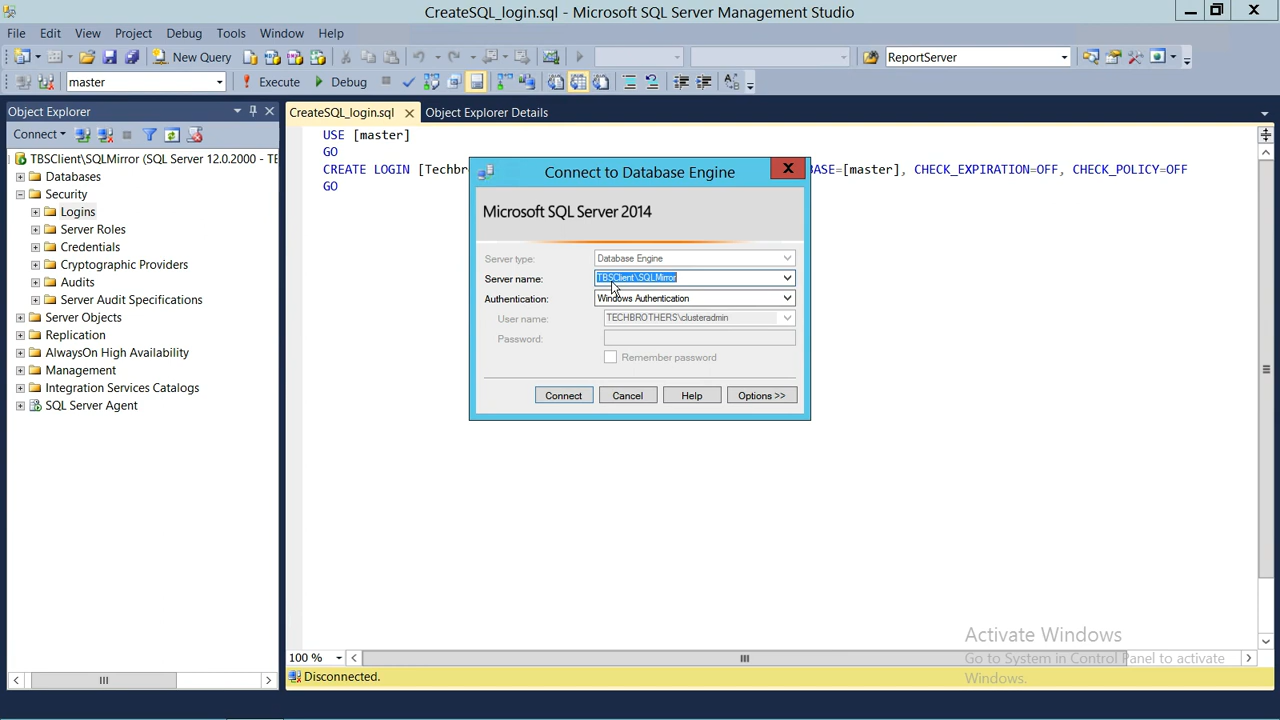 CreateSQL_login.sql - Microsoft SQL Server Management Studio
File Edit View Project Debug Tools Window Help
New Query ReportServer
master Execute Debug
Object Explorer
CreateSQL_login.sql Object Explorer Details
Connect
TBSClient\SQLMirror (SQL Server 12.0.2000 - TE
Databases
Security
Logins
Server Roles
Credentials
Cryptographic Providers
Audits
Server Audit Specifications
Server Objects
Replication
AlwaysOn High Availability
Management
Integration Services Catalogs
SQL Server Agent
USE [master]
GO
CREATE LOGIN [Techbr BASE=[master], CHECK_EXPIRATION=OFF, CHECK_POLICY=OFF
GO
Connect to Database Engine
Microsoft SQL Server 2014
Server type: Database Engine
Server name: TBSClient\SQLMirror
Authentication: Windows Authentication
User name: TECHBROTHERS\clusteradmin
Password:
Remember password
Connect Cancel Help Options >>
100 %
Disconnected.
Activate Windows
Go to System in Control Panel to activate
Windows.